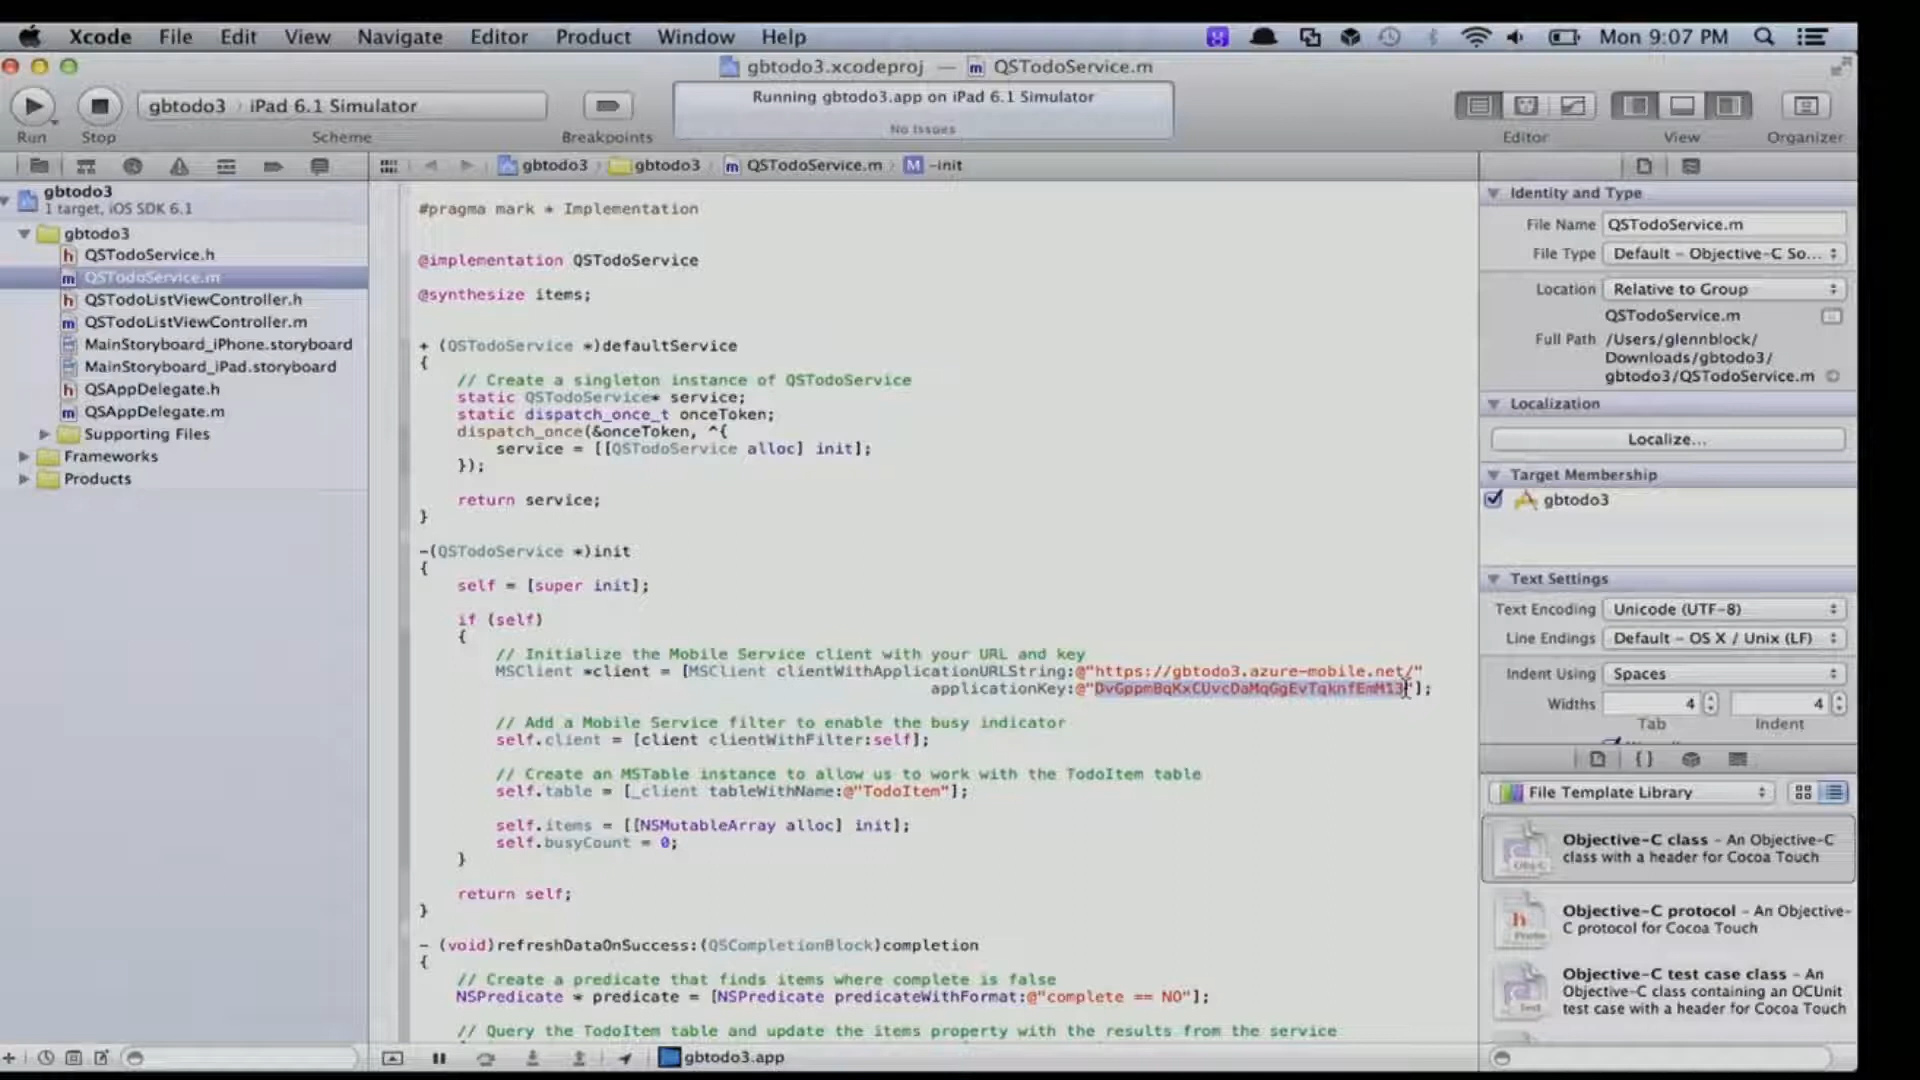 Xcode File Edit View Navigate Editor Product Window Help Mon 9:07 PM
gbtodo3.xcodeproj — QSTodoService.m
gbtodo3 iPad 6.1 Simulator
Running gbtodo3.app on iPad 6.1 Simulator
No Issues
Run Stop Scheme Breakpoints Editor View Organizer
gbtodo3 gbtodo3 QSTodoService.m M -init
gbtodo3
1 target, iOS SDK 6.1
gbtodo3
h QSTodoService.h
m QSTodoService.m
h QSTodoListViewController.h
m QSTodoListViewController.m
MainStoryboard_iPhone.storyboard
MainStoryboard_iPad.storyboard
h QSAppDelegate.h
m QSAppDelegate.m
Supporting Files
Frameworks
Products
#pragma mark * Implementation
@implementation QSTodoService
@synthesize items;
+ (QSTodoService *)defaultService
{
// Create a singleton instance of QSTodoService
static QSTodoService* service;
static dispatch_once_t onceToken;
dispatch_once(&onceToken, ^{
service = [[QSTodoService alloc] init];
});
return service;
}
-(QSTodoService *)init
{
self = [super init];
if (self)
{
// Initialize the Mobile Service client with your URL and key
MSClient *client = [MSClient clientWithApplicationURLString:@"https://gbtodo3.azure-mobile.net/"
applicationKey:@"DvGppmBqKxCUvcDaMqGgEvTqknfEmM13"];
// Add a Mobile Service filter to enable the busy indicator
self.client = [client clientWithFilter:self];
// Create an MSTable instance to allow us to work with the TodoItem table
self.table = [_client tableWithName:@"TodoItem"];
self.items = [[NSMutableArray alloc] init];
self.busyCount = 0;
}
return self;
}
- (void)refreshDataOnSuccess:(QSCompletionBlock)completion
{
// Create a predicate that finds items where complete is false
NSPredicate * predicate = [NSPredicate predicateWithFormat:@"complete == NO"];
// Query the TodoItem table and update the items property with the results from the service
gbtodo3.app
Identity and Type
File Name QSTodoService.m
File Type Default - Objective-C So...
Location Relative to Group
QSTodoService.m
Full Path /Users/glennblock/
Downloads/gbtodo3/
gbtodo3/QSTodoService.m
Localization
Localize...
Target Membership
gbtodo3
Text Settings
Text Encoding Unicode (UTF-8)
Line Endings Default - OS X / Unix (LF)
Indent Using Spaces
Widths 4 4
Tab Indent
{ }
File Template Library
Objective-C class - An Objective-C
class with a header for Cocoa Touch
Objective-C protocol - An Objective-
C protocol for Cocoa Touch
Objective-C test case class - An
Objective-C class containing an OCUnit
test case with a header for Cocoa Touch